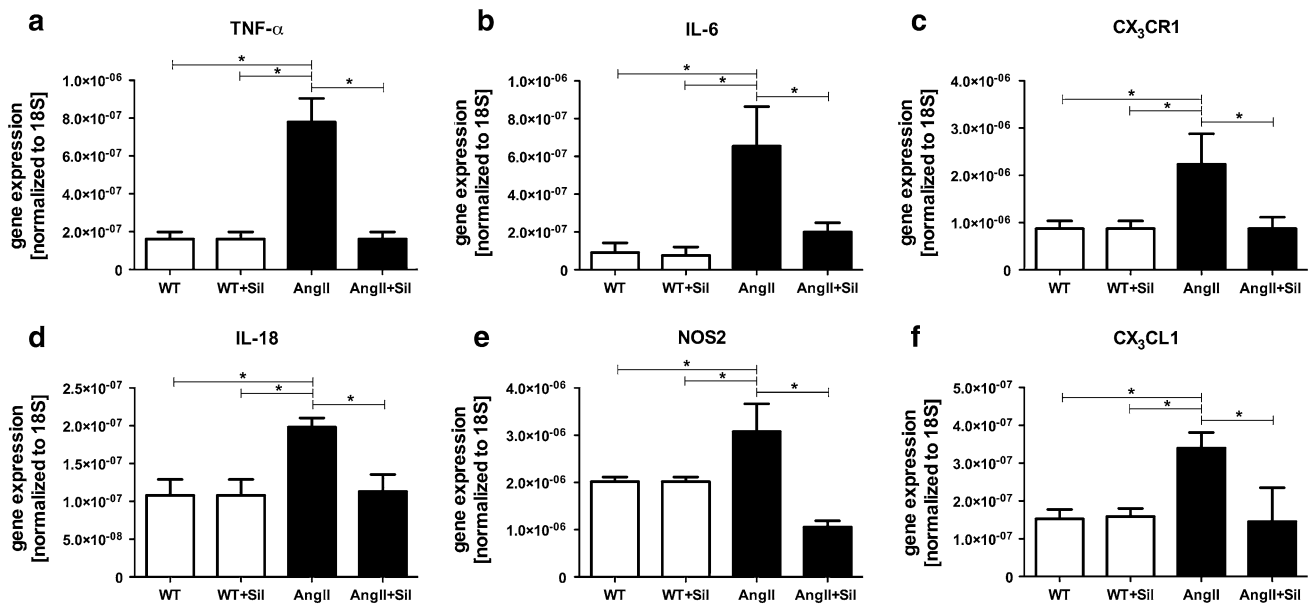 a
TNF-α
gene expression
[normalized to 18S]
1.0×10⁻⁰⁶
8.0×10⁻⁰⁷
6.0×10⁻⁰⁷
4.0×10⁻⁰⁷
2.0×10⁻⁰⁷
0
*
*
*
WT
WT+Sil
AngII
AngII+Sil
b
IL-6
gene expression
[normalized to 18S]
1.0×10⁻⁰⁶
8.0×10⁻⁰⁷
6.0×10⁻⁰⁷
4.0×10⁻⁰⁷
2.0×10⁻⁰⁷
0
*
*
*
WT
WT+Sil
AngII
AngII+Sil
c
CX₃CR1
gene expression
[normalized to 18S]
4.0×10⁻⁰⁶
3.0×10⁻⁰⁶
2.0×10⁻⁰⁶
1.0×10⁻⁰⁶
0
*
*
*
WT
WT+Sil
AngII
AngII+Sil
d
IL-18
gene expression
[normalized to 18S]
2.5×10⁻⁰⁷
2.0×10⁻⁰⁷
1.5×10⁻⁰⁷
1.0×10⁻⁰⁷
5.0×10⁻⁰⁸
0
*
*
*
WT
WT+Sil
AngII
AngII+Sil
e
NOS2
gene expression
[normalized to 18S]
4.0×10⁻⁰⁶
3.0×10⁻⁰⁶
2.0×10⁻⁰⁶
1.0×10⁻⁰⁶
0
*
*
*
WT
WT+Sil
AngII
AngII+Sil
f
CX₃CL1
gene expression
[normalized to 18S]
5.0×10⁻⁰⁷
4.0×10⁻⁰⁷
3.0×10⁻⁰⁷
2.0×10⁻⁰⁷
1.0×10⁻⁰⁷
0
*
*
*
WT
WT+Sil
AngII
AngII+Sil